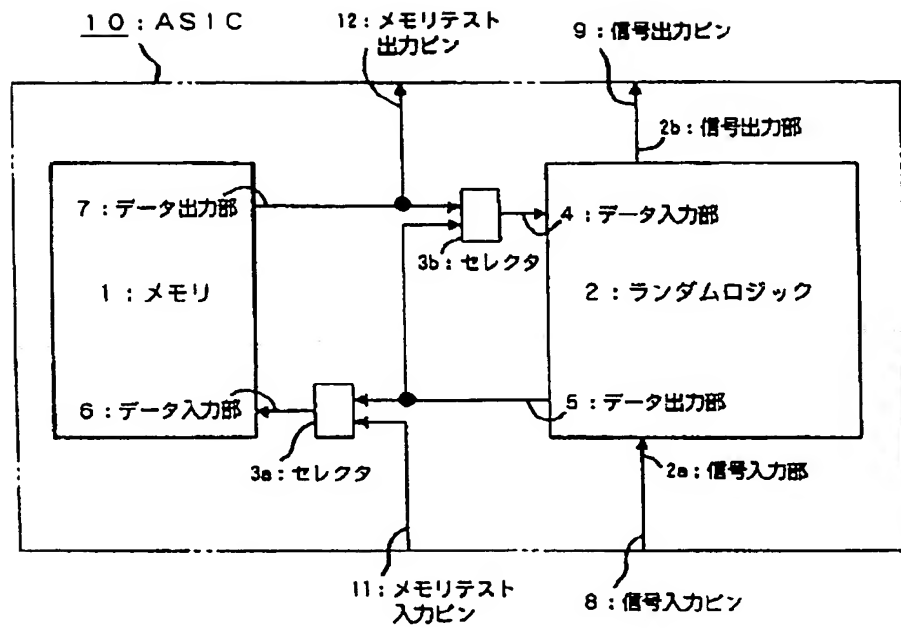 10：ASIC
12：メモリテスト
出力ピン
9：信号出力ピン
2b：信号出力部
7：データ出力部
4：データ入力部
3b：セレクタ
1：メモリ
2：ランダムロジック
6：データ入力部
5：データ出力部
3a：セレクタ
2a：信号入力部
11：メモリテスト
入力ピン
8：信号入力ピン